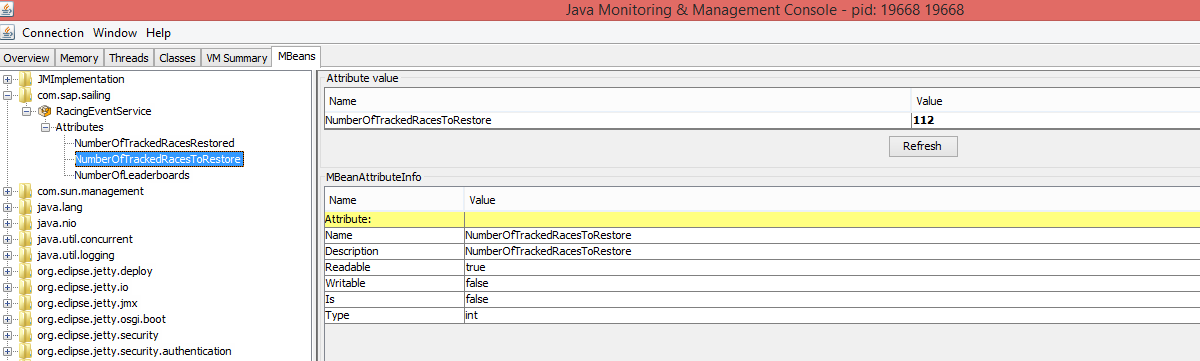 Java Monitoring & Management Console - pid: 19668 19668
Connection Window Help
Overview Memory Threads Classes VM Summary MBeans
JMImplementation
com.sap.sailing
RacingEventService
Attributes
NumberOfTrackedRacesRestored
NumberOfTrackedRacesToRestore
NumberOfLeaderboards
com.sun.management
java.lang
java.nio
java.util.concurrent
java.util.logging
org.eclipse.jetty.deploy
org.eclipse.jetty.io
org.eclipse.jetty.jmx
org.eclipse.jetty.osgi.boot
org.eclipse.jetty.security
org.eclipse.jetty.security.authentication
Attribute value
Name Value
NumberOfTrackedRacesToRestore 112
Refresh
MBeanAttributeInfo
Name Value
Attribute:
Name NumberOfTrackedRacesToRestore
Description NumberOfTrackedRacesToRestore
Readable true
Writable false
Is false
Type int